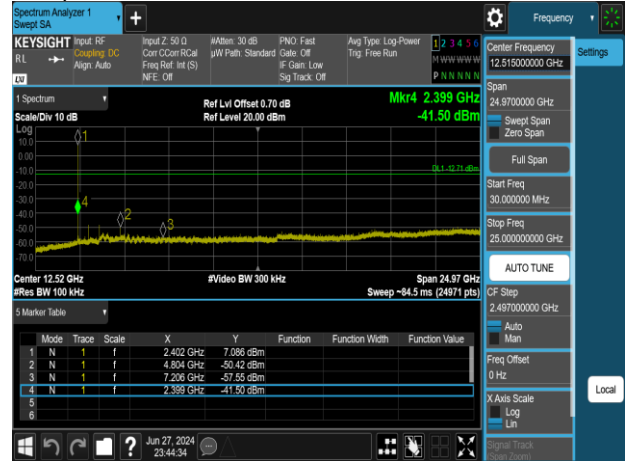 Spectrum Analyzer 1
Swept SA
+
Frequency
KEYSIGHT
RL
LXI
Input: RF
Coupling: DC
Align: Auto
Input Z: 50 Ω
Corr CCorr RCal
Freq Ref: Int (S)
NFE: Off
#Atten: 30 dB
µW Path: Standard
PNO: Fast
Gate: Off
IF Gain: Low
Sig Track: Off
Avg Type: Log-Power
Trig: Free Run
1 2 3 4 5 6
M W W W W W
P N N N N N
1 Spectrum
Scale/Div 10 dB
Ref Lvl Offset 0.70 dB
Ref Level 20.00 dBm
Mkr4 2.399 GHz
-41.50 dBm
Log
10.0
0.00
-10.0
-20.0
-30.0
-40.0
-50.0
-60.0
-70.0
1
2
3
4
DL1 -12.71 dBm
Center 12.52 GHz
#Res BW 100 kHz
#Video BW 300 kHz
Span 24.97 GHz
Sweep ~84.5 ms (24971 pts)
5 Marker Table
Mode Trace Scale X Y Function Function Width Function Value
1 N 1 f 2.402 GHz 7.086 dBm
2 N 1 f 4.804 GHz -50.42 dBm
3 N 1 f 7.206 GHz -57.55 dBm
4 N 1 f 2.399 GHz -41.50 dBm
5
6
?
Jun 27, 2024
23:44:34
Center Frequency
12.515000000 GHz
Span
24.9700000 GHz
Swept Span
Zero Span
Full Span
Start Freq
30.000000 MHz
Stop Freq
25.000000000 GHz
AUTO TUNE
CF Step
2.497000000 GHz
Auto
Man
Freq Offset
0 Hz
X Axis Scale
Log
Lin
Signal Track
(Span Zoom)
Settings
Local